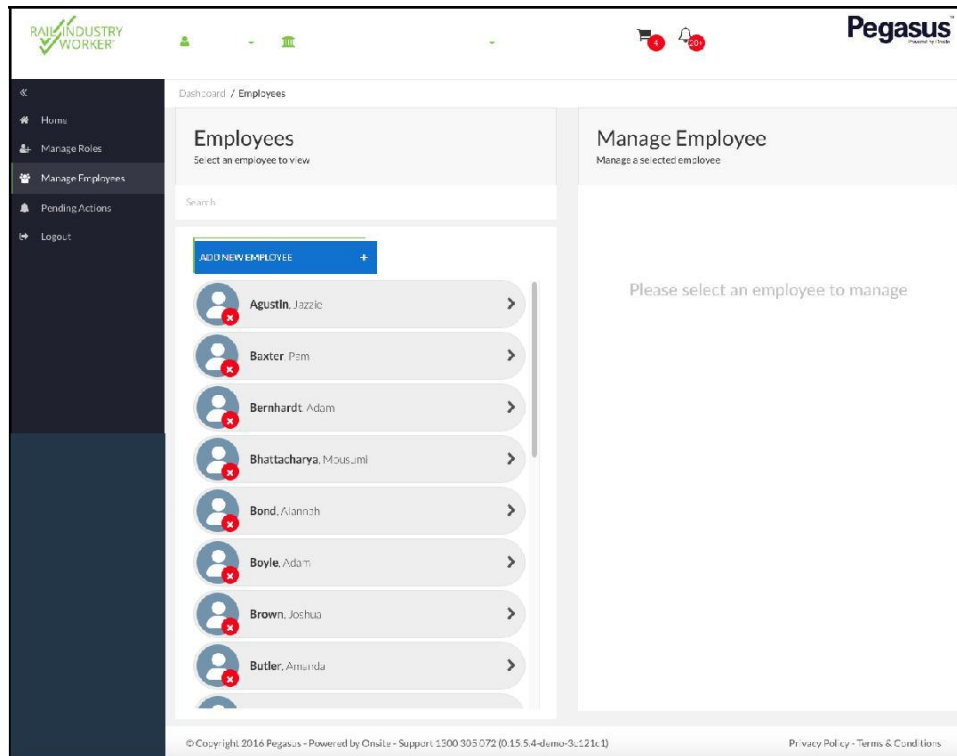 RAIL INDUSTRY
WORKER
4
20+
Pegasus
Powered by Onsite
Dashboard / Employees
Home
Manage Roles
Manage Employees
Pending Actions
Logout
Employees
Select an employee to view
Search
ADD NEW EMPLOYEE +
Agustin, Jazzie
Baxter, Pam
Bernhardt, Adam
Bhattacharya, Mousumi
Bond, Alannah
Boyle, Adam
Brown, Joshua
Butler, Amanda
Manage Employee
Manage a selected employee
Please select an employee to manage
© Copyright 2016 Pegasus - Powered by Onsite - Support 1300 305 072 (0.15.5.4-demo-3c121c1)
Privacy Policy - Terms & Conditions